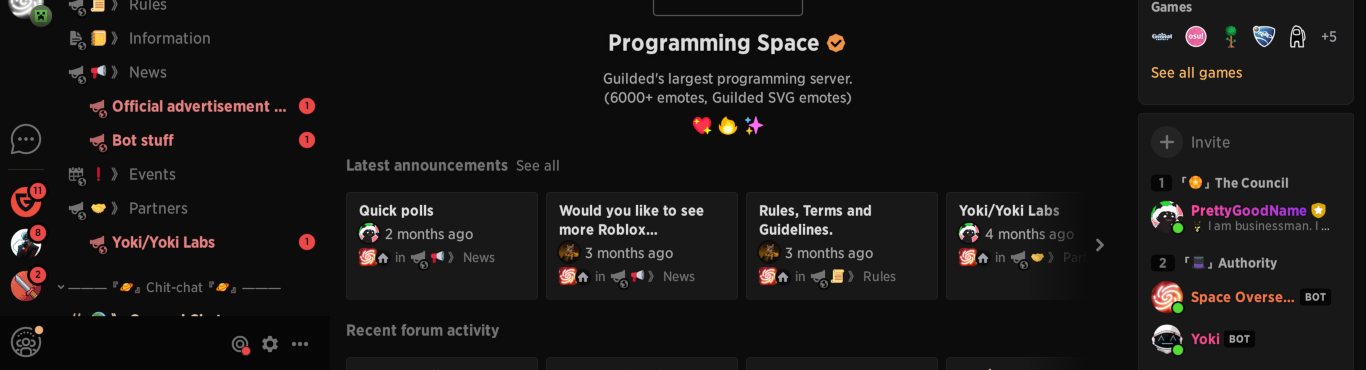 Rules
Information
News
Official advertisement ...
1
Bot stuff
1
Events
Partners
Yoki/Yoki Labs
1
11
8
2
——— 『🪐』 Chit-chat 『🪐』 ———
Programming Space
Guilded's largest programming server.
(6000+ emotes, Guilded SVG emotes)
Latest announcements See all
Quick polls
2 months ago
in 》 News
Would you like to see
more Roblox...
3 months ago
in 》 News
Rules, Terms and
Guidelines.
3 months ago
in 》 Rules
Yoki/Yoki Labs
4 months ago
in 》 Part
Recent forum activity
Games
osu!
+5
See all games
Invite
1 「🏵」 The Council
PrettyGoodName
I am businessman. I ...
2 「🎩」 Authority
Space Overse... BOT
Yoki BOT